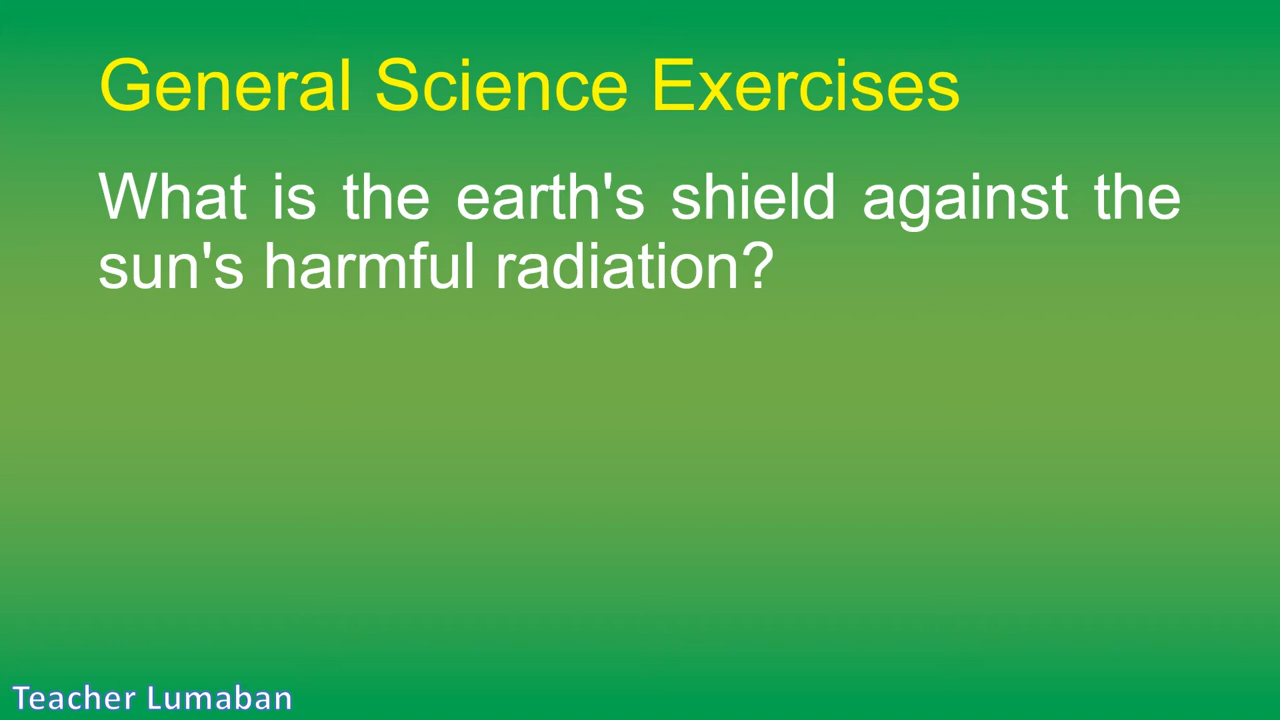 General Science Exercises
What is the earth's shield against the
sun's harmful radiation?
Teacher Lumaban